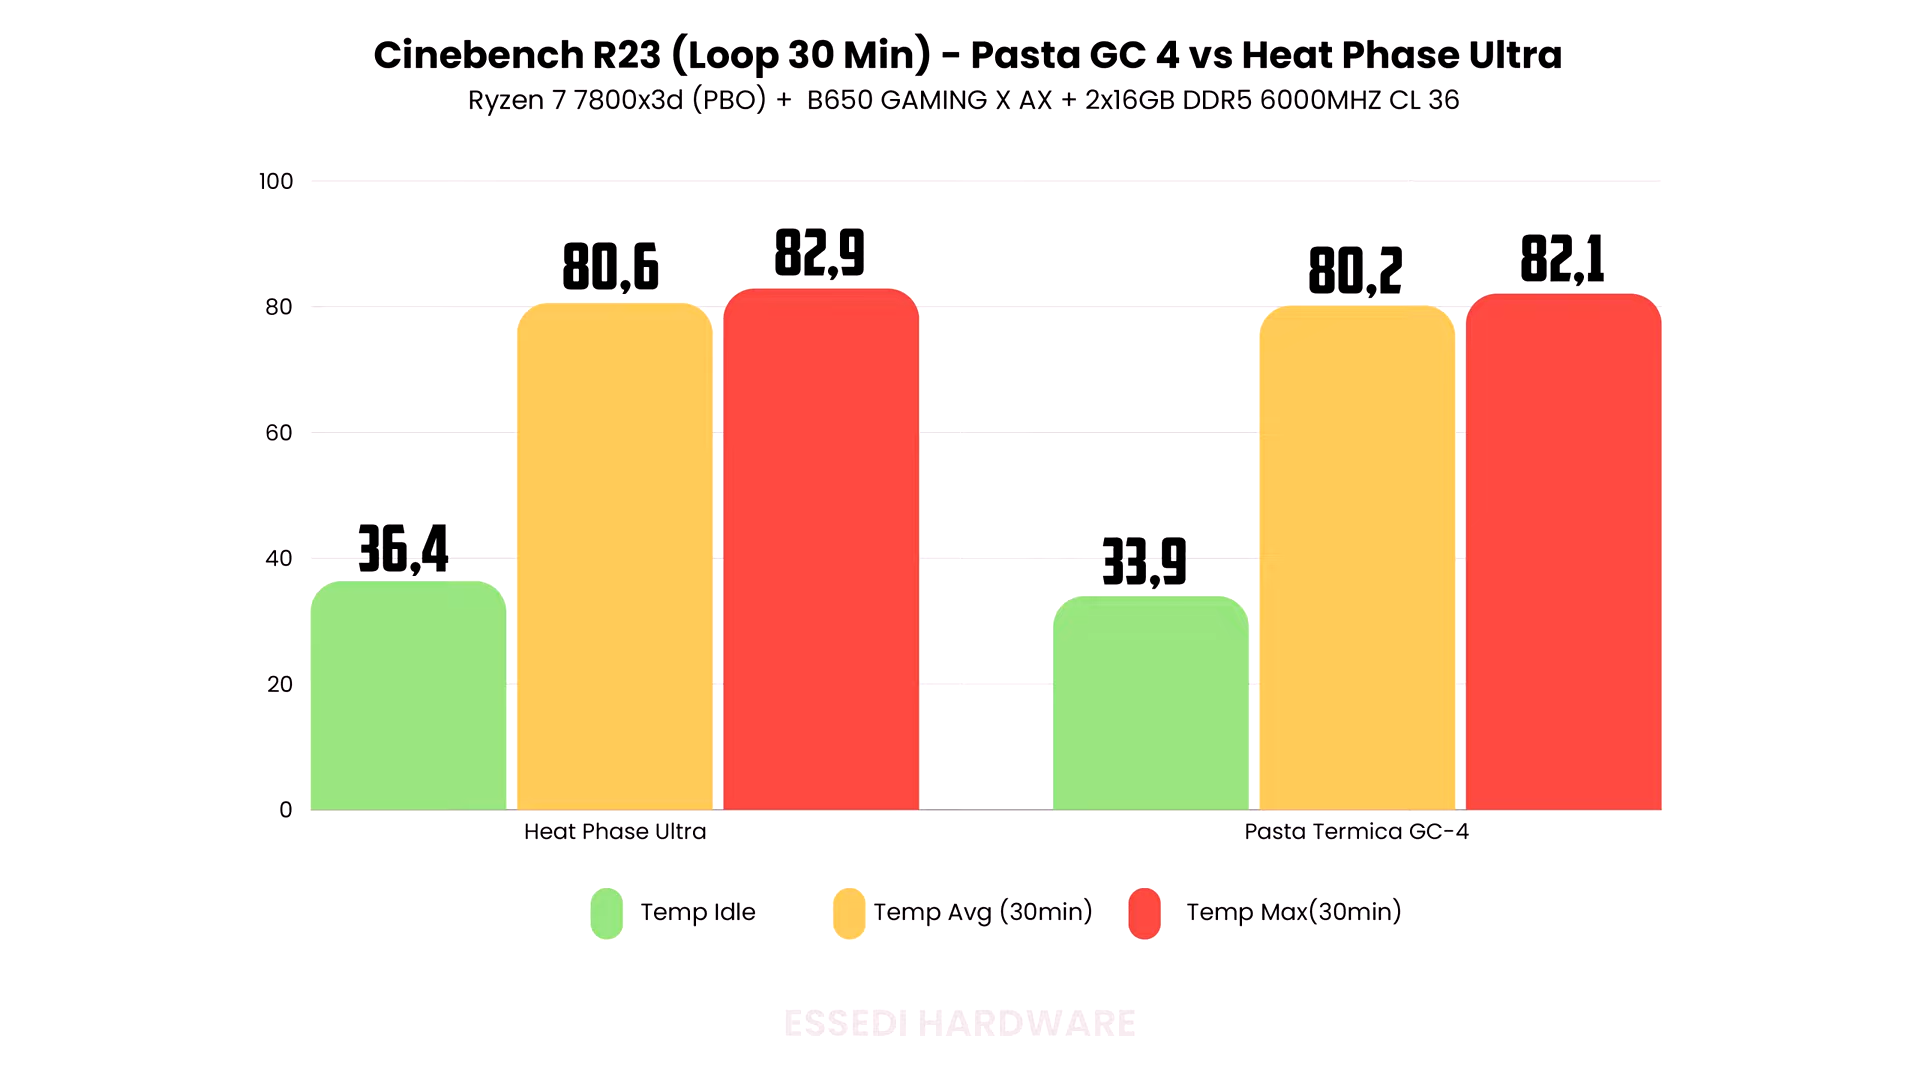 Cinebench R23 (Loop 30 Min) - Pasta GC 4 vs Heat Phase Ultra
Ryzen 7 7800x3d (PBO) + B650 GAMING X AX + 2x16GB DDR5 6000MHZ CL 36
100
80
60
40
20
0
36,4
80,6
82,9
33,9
80,2
82,1
Heat Phase Ultra
Pasta Termica GC-4
Temp Idle
Temp Avg (30min)
Temp Max(30min)
ESSEDI HARDWARE